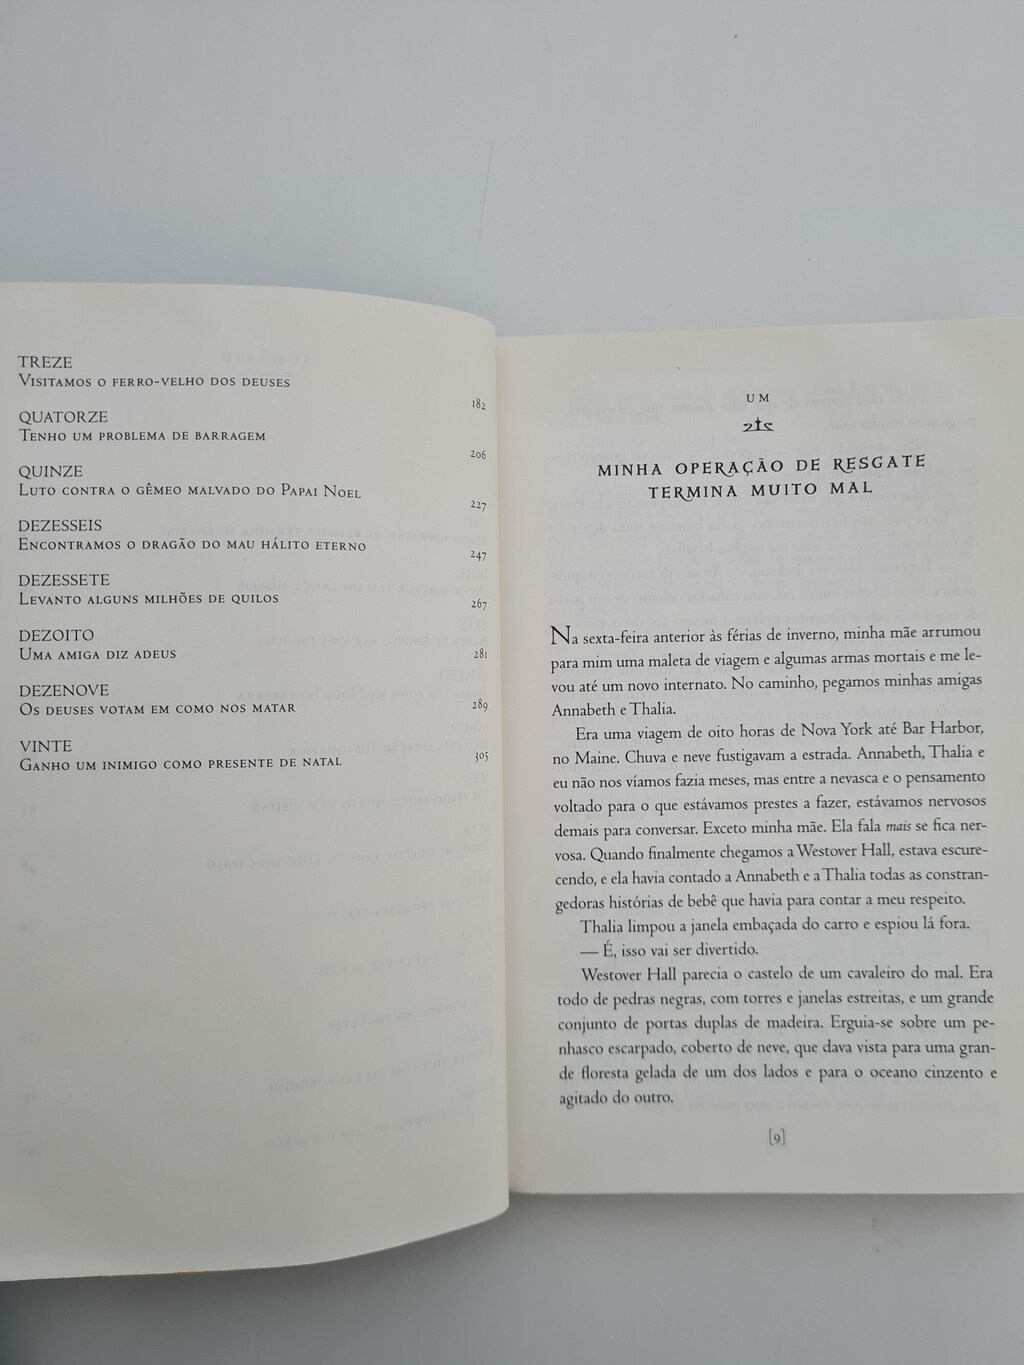 TREZE
Visitamos o ferro-velho dos deuses
182
QUATORZE
Tenho um problema de barragem
206
QUINZE
Luto contra o gêmeo malvado do Papai Noel
227
DEZESSEIS
Encontramos o dragão do mau hálito eterno
247
DEZESSETE
Levanto alguns milhões de quilos
267
DEZOITO
Uma amiga diz adeus
281
DEZENOVE
Os deuses votam em como nos matar
289
VINTE
Ganho um inimigo como presente de natal
305
UM
MINHA OPERAÇÃO DE RESGATE
TERMINA MUITO MAL
Na sexta-feira anterior às férias de inverno, minha mãe arrumou
para mim uma maleta de viagem e algumas armas mortais e me le-
vou até um novo internato. No caminho, pegamos minhas amigas
Annabeth e Thalia.
Era uma viagem de oito horas de Nova York até Bar Harbor,
no Maine. Chuva e neve fustigavam a estrada. Annabeth, Thalia e
eu não nos víamos fazia meses, mas entre a nevasca e o pensamento
voltado para o que estávamos prestes a fazer, estávamos nervosos
demais para conversar. Exceto minha mãe. Ela fala mais se fica ner-
vosa. Quando finalmente chegamos a Westover Hall, estava escure-
cendo, e ela havia contado a Annabeth e a Thalia todas as constran-
gedoras histórias de bebê que havia para contar a meu respeito.
Thalia limpou a janela embaçada do carro e espiou lá fora.
— É, isso vai ser divertido.
Westover Hall parecia o castelo de um cavaleiro do mal. Era
todo de pedras negras, com torres e janelas estreitas, e um grande
conjunto de portas duplas de madeira. Erguia-se sobre um pe-
nhasco escarpado, coberto de neve, que dava vista para uma gran-
de floresta gelada de um dos lados e para o oceano cinzento e
agitado do outro.
[9]